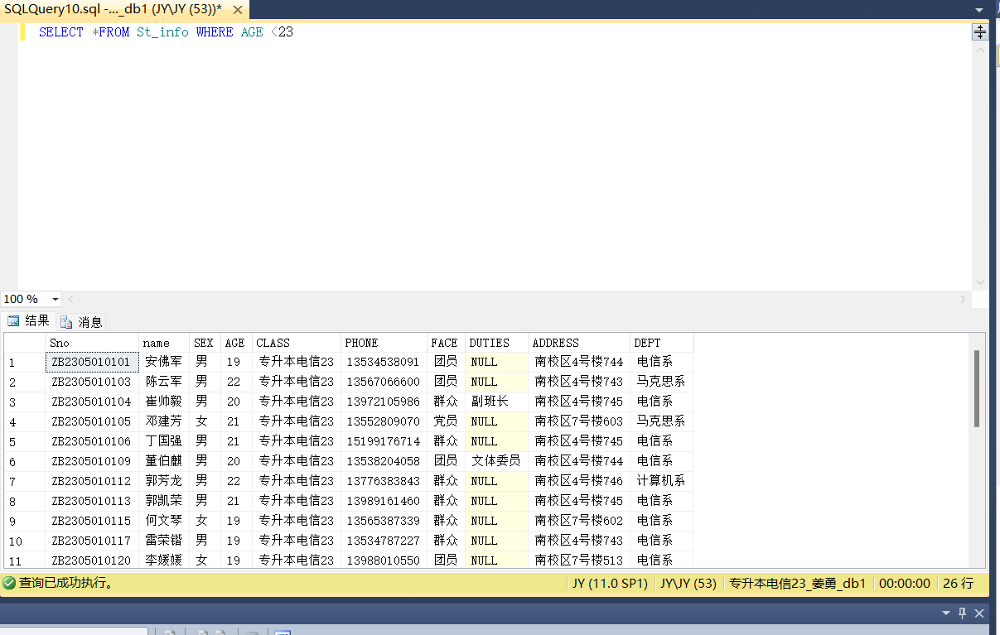 SQLQuery10.sql -..._db1 (JY\JY (53))*
SELECT *FROM St_info WHERE AGE <23
100 %
结果 消息
Sno name SEX AGE CLASS PHONE FACE DUTIES ADDRESS DEPT
1 ZB2305010101 安佛军 男 19 专升本电信23 13534538091 团员 NULL 南校区4号楼744 电信系
2 ZB2305010103 陈云军 男 22 专升本电信23 13567066600 团员 NULL 南校区4号楼743 马克思系
3 ZB2305010104 崔帅毅 男 20 专升本电信23 13972105986 群众 副班长 南校区4号楼745 电信系
4 ZB2305010105 邓建芳 女 21 专升本电信23 13552809070 党员 NULL 南校区7号楼603 马克思系
5 ZB2305010106 丁国强 男 21 专升本电信23 15199176714 群众 NULL 南校区4号楼745 电信系
6 ZB2305010109 董伯麒 男 20 专升本电信23 13538204058 团员 文体委员 南校区4号楼744 电信系
7 ZB2305010112 郭芳龙 男 22 专升本电信23 13776383843 群众 NULL 南校区4号楼746 计算机系
8 ZB2305010113 郭凯荣 男 21 专升本电信23 13989161460 群众 NULL 南校区4号楼745 电信系
9 ZB2305010115 何文琴 女 19 专升本电信23 13565387339 群众 NULL 南校区7号楼602 电信系
10 ZB2305010117 雷荣锴 男 19 专升本电信23 13534787227 群众 NULL 南校区4号楼743 电信系
11 ZB2305010120 李媛媛 女 19 专升本电信23 13988010550 团员 NULL 南校区7号楼513 电信系
查询已成功执行。 JY (11.0 SP1) JY\JY (53) 专升本电信23_姜勇_db1 00:00:00 26 行